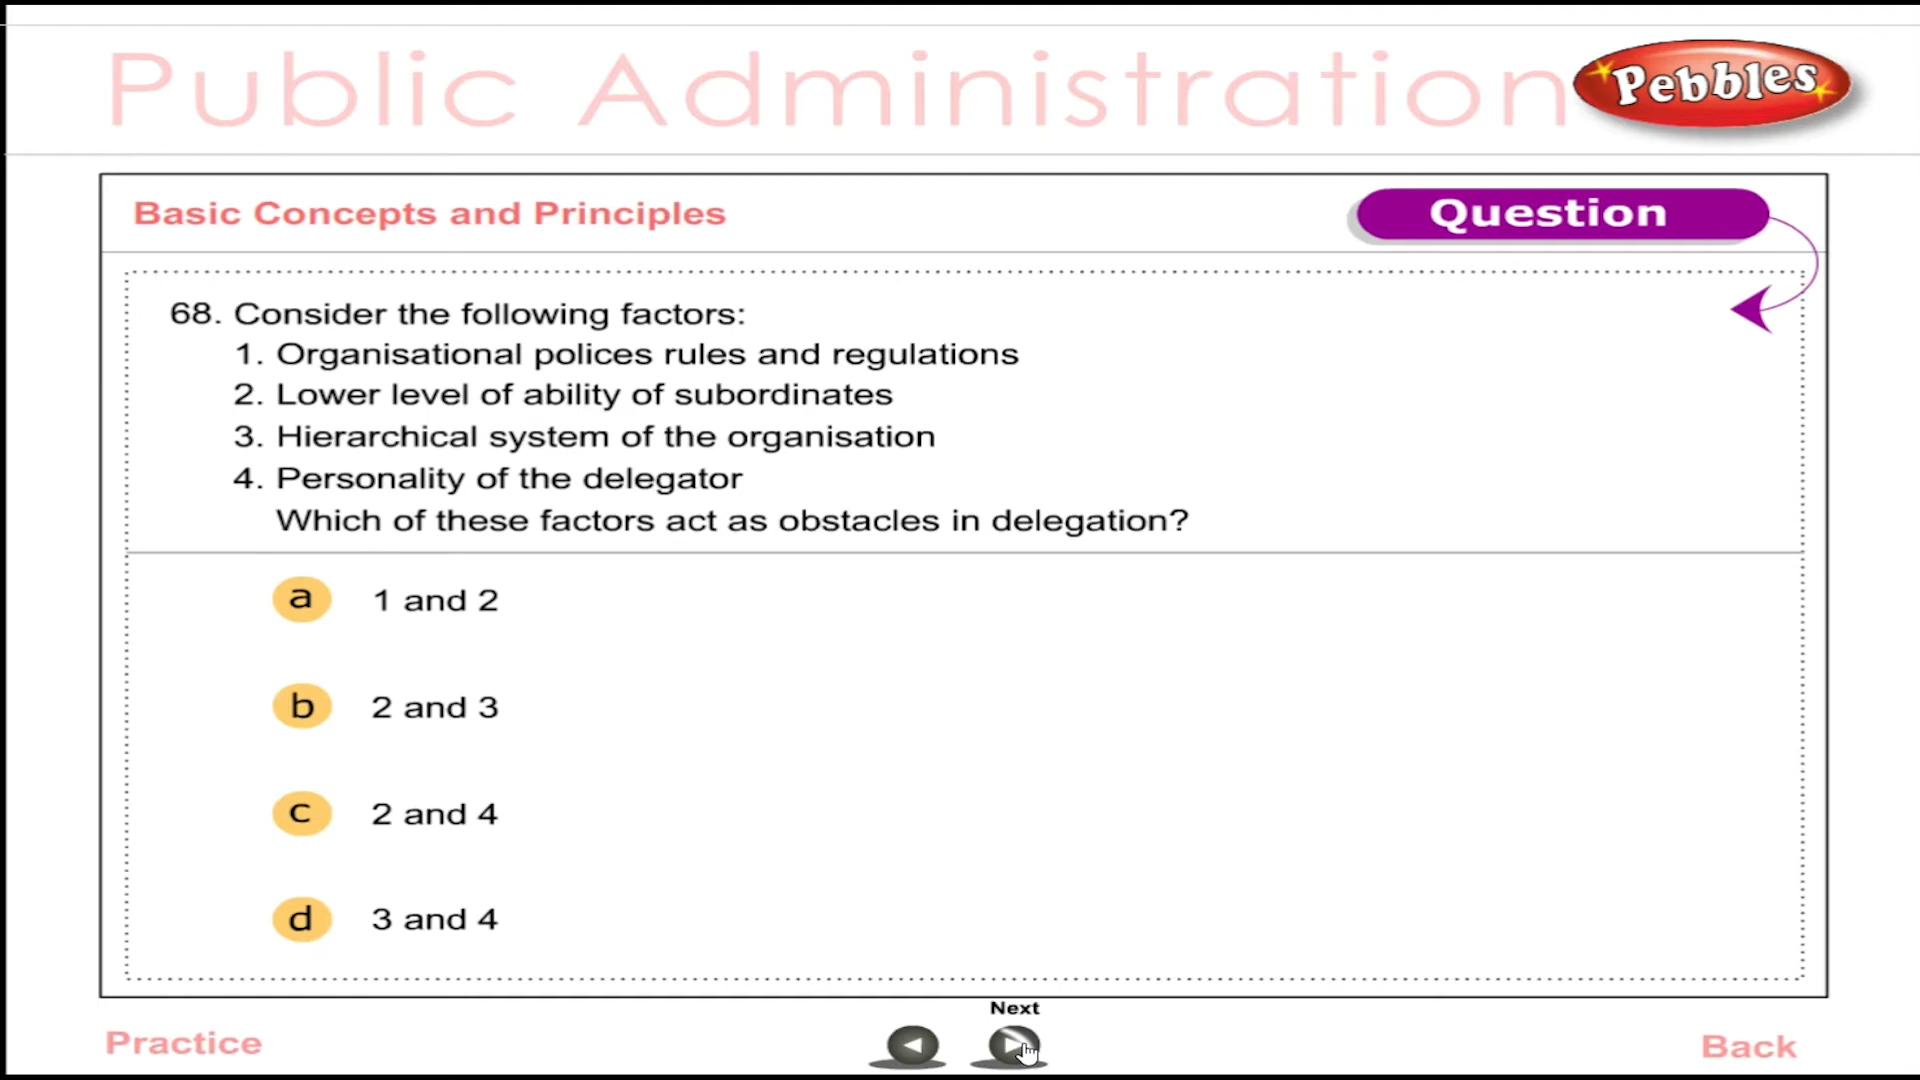 Public Administration
Pebbles
Basic Concepts and Principles
Question
68. Consider the following factors:
1. Organisational polices rules and regulations
2. Lower level of ability of subordinates
3. Hierarchical system of the organisation
4. Personality of the delegator
Which of these factors act as obstacles in delegation?
a 1 and 2
b 2 and 3
c 2 and 4
d 3 and 4
Next
Practice
Back